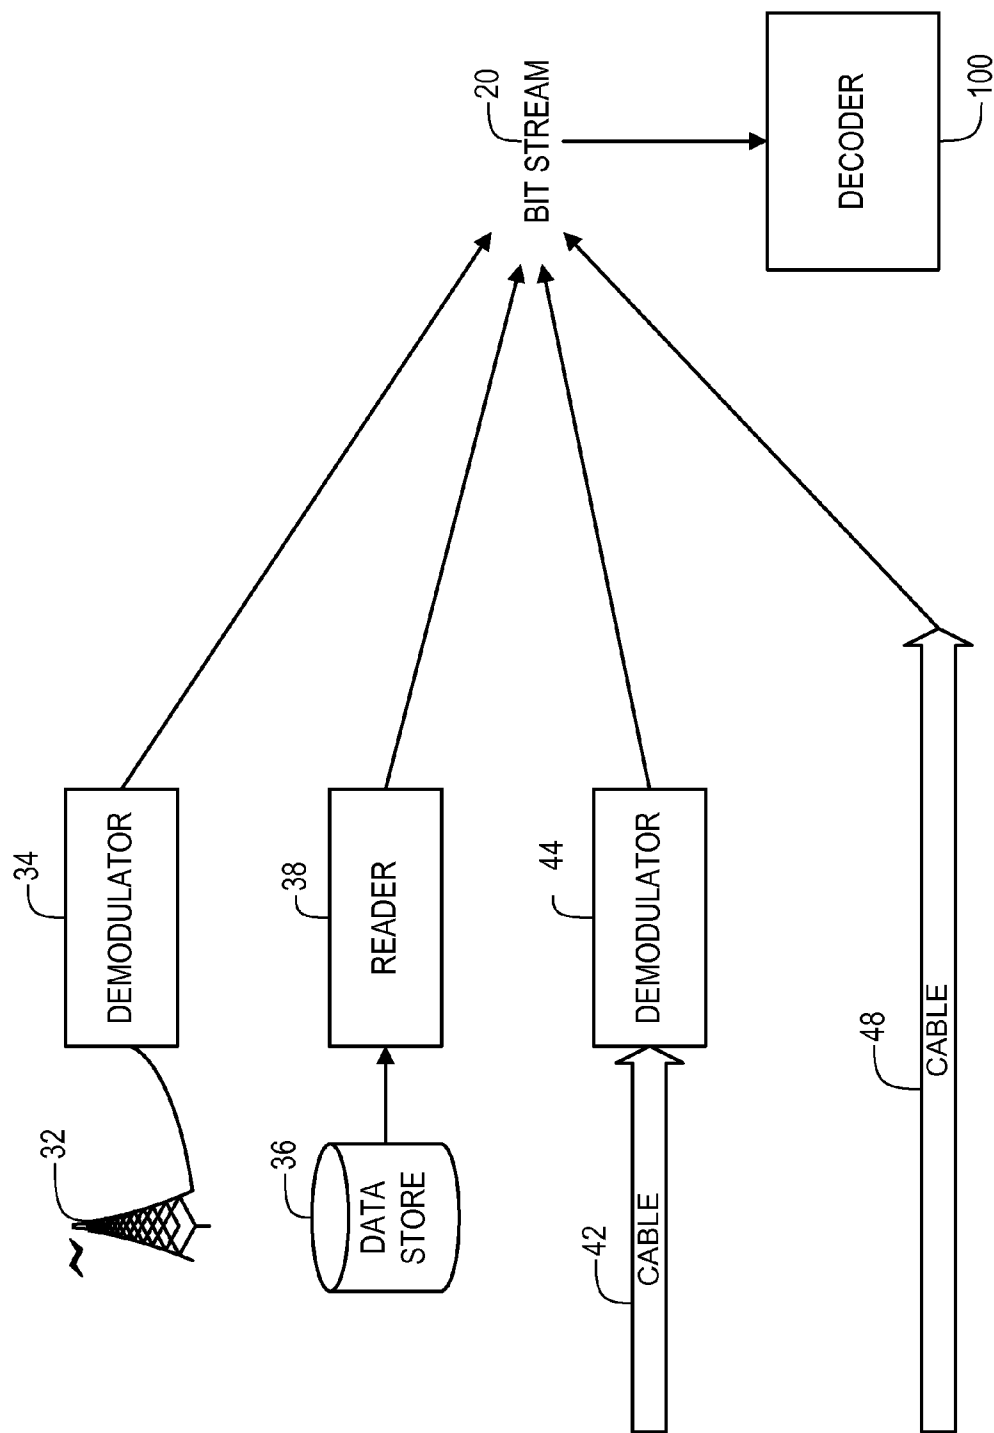 32
34
DEMODULATOR
20
BIT STREAM
36
DATA
STORE
38
READER
42
CABLE
44
DEMODULATOR
DECODER
100
48
CABLE